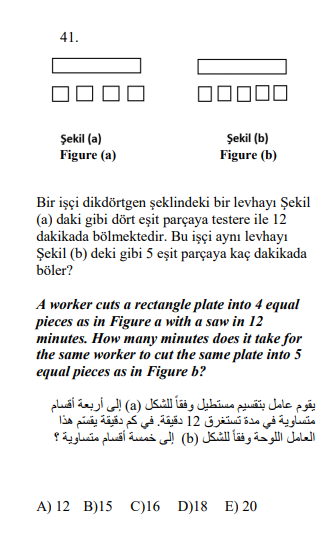 41.
Şekil (a)
Figure (a)
Şekil (b)
Figure (b)
Bir işçi dikdörtgen şeklindeki bir levhayı Şekil
(a) daki gibi dört eşit parçaya testere ile 12
dakikada bölmektedir. Bu işçi aynı levhayı
Şekil (b) deki gibi 5 eşit parçaya kaç dakikada
böler?
A worker cuts a rectangle plate into 4 equal
pieces as in Figure a with a saw in 12
minutes. How many minutes does it take for
the same worker to cut the same plate into 5
equal pieces as in Figure b?
يقوم عامل بتقسيم مستطيل وفقاً للشكل (a) إلى أربعة أقسام
متساوية في مدة تستغرق 12 دقيقة. في كم دقيقة يقسّم هذا
العامل اللوحة وفقاً للشكل (b) إلى خمسة أقسام متساوية ؟
A) 12 B)15 C)16 D)18 E) 20